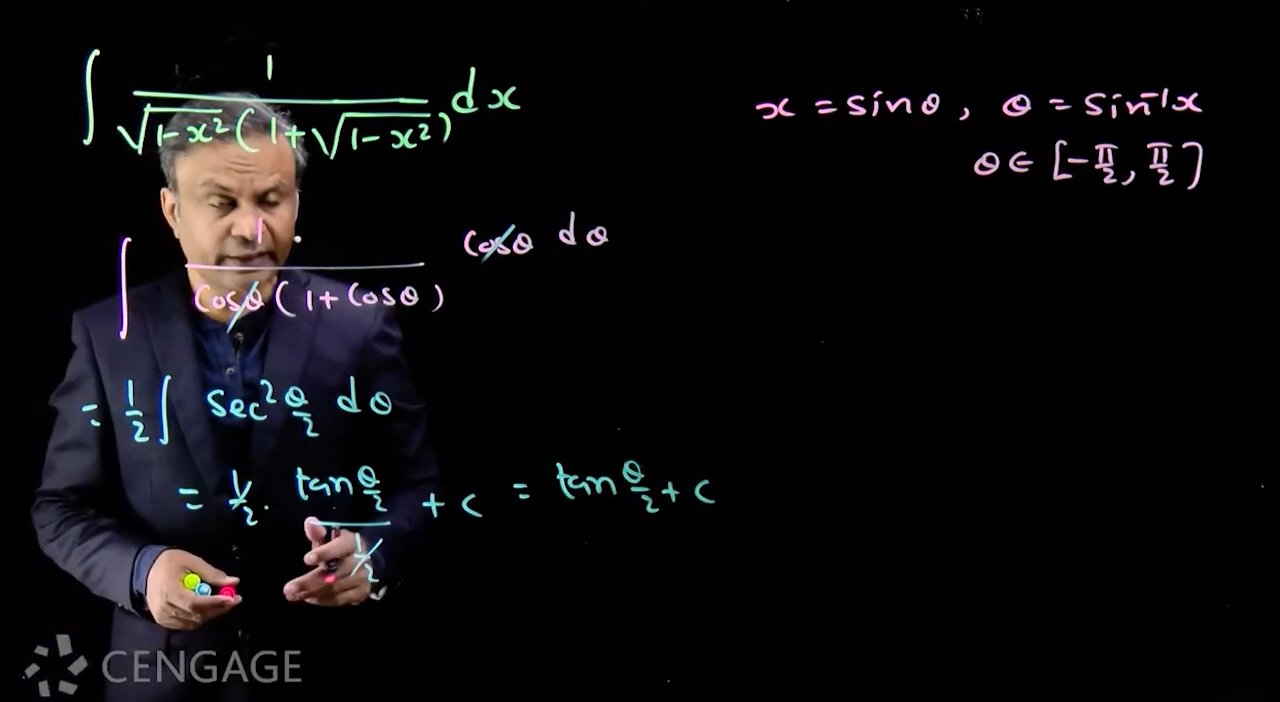 ∫ 1 / (√(1-x²) (1+√(1-x²))) dx
x = sinθ, θ = sin⁻¹x
θ ∈ [-π/2, π/2]
∫ 1 / (cosθ (1+cosθ)) cosθ dθ
= 1/2 ∫ sec² θ/2 dθ
= 1/2 · (tan θ/2) / (1/2) + c = tan θ/2 + c
CENGAGE